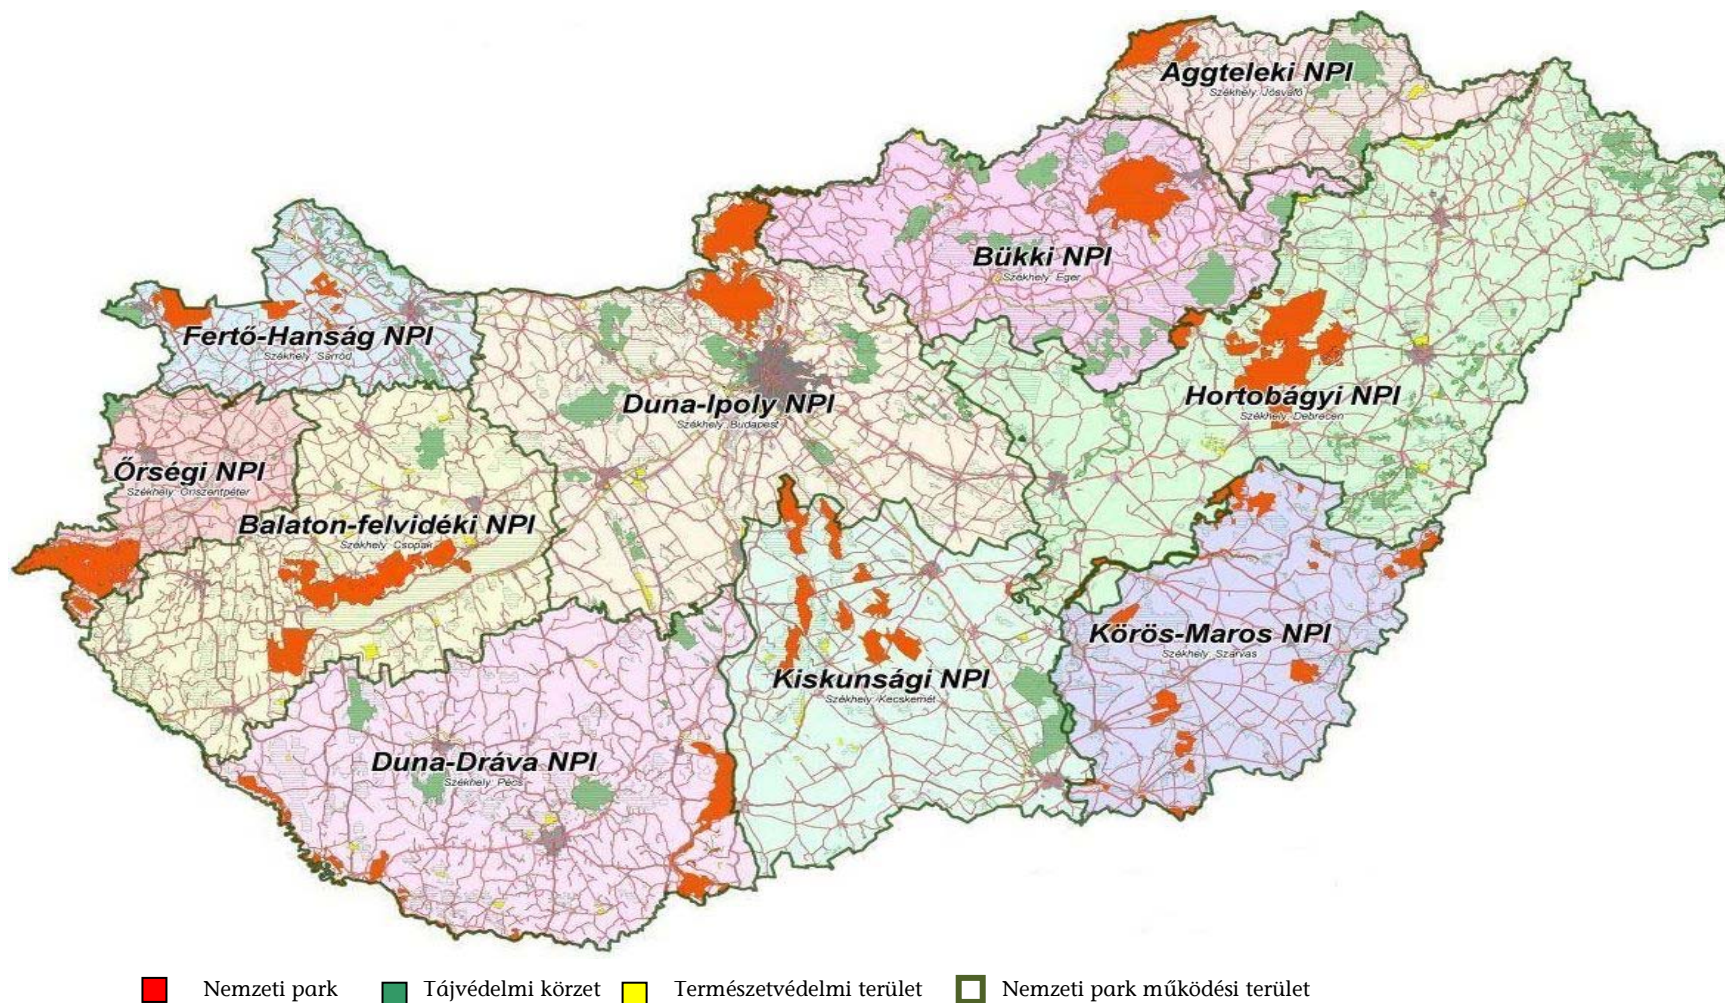 Aggteleki NPI
Székhely: Jósvafő
Bükki NPI
Székhely: Eger
Fertő-Hanság NPI
Székhely: Sarród
Hortobágyi NPI
Székhely: Debrecen
Duna-Ipoly NPI
Székhely: Budapest
Őrségi NPI
Székhely: Őriszentpéter
Balaton-felvidéki NPI
Székhely: Csopak
Körös-Maros NPI
Székhely: Szarvas
Kiskunsági NPI
Székhely: Kecskemét
Duna-Dráva NPI
Székhely: Pécs
Nemzeti park
Tájvédelmi körzet
Természetvédelmi terület
Nemzeti park működési terület